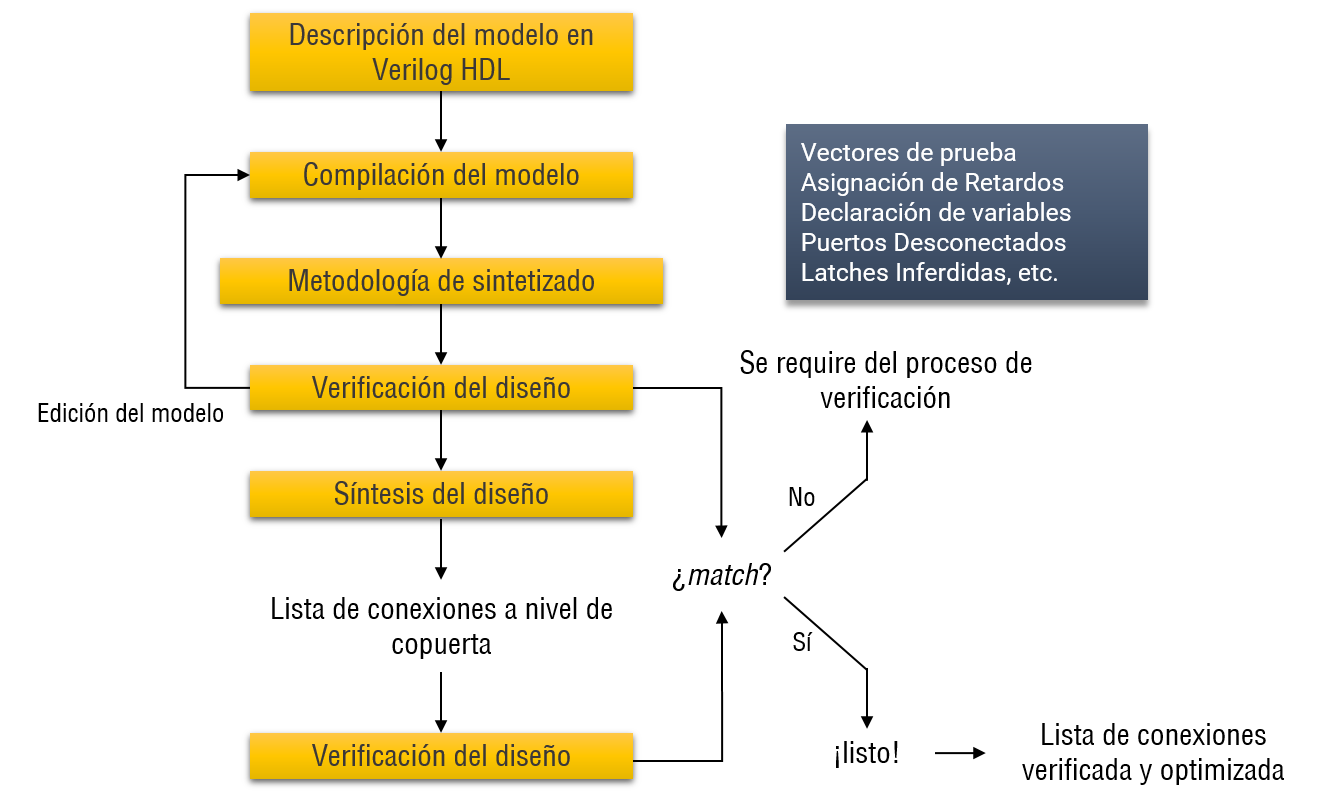 Descripción del modelo en
Verilog HDL
Compilación del modelo
Metodología de sintetizado
Verificación del diseño
Edición del modelo
Síntesis del diseño
Lista de conexiones a nivel de
copuerta
Verificación del diseño
Vectores de prueba
Asignación de Retardos
Declaración de variables
Puertos Desconectados
Latches Inferdidas, etc.
Se require del proceso de
verificación
No
¿match?
Sí
¡listo!
Lista de conexiones
verificada y optimizada